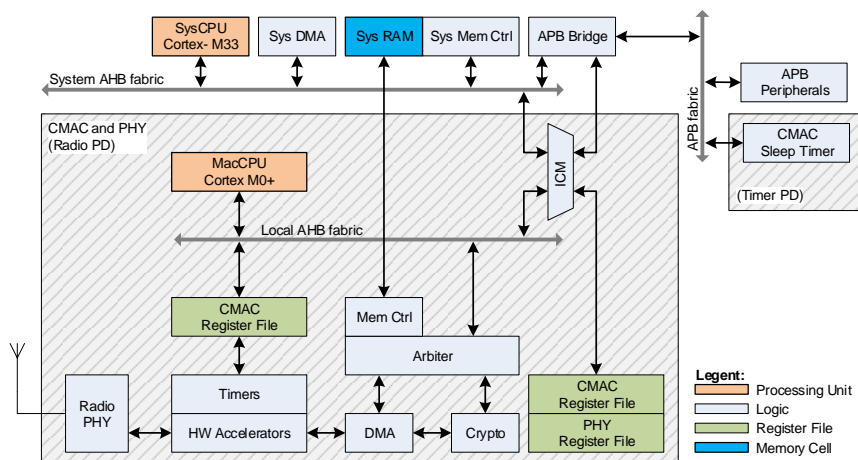 SysCPU
Cortex- M33
Sys DMA
Sys RAM
Sys Mem Ctrl
APB Bridge
System AHB fabric
APB fabric
APB
Peripherals
CMAC
Sleep Timer
(Timer PD)
CMAC and PHY
(Radio PD)
MacCPU
Cortex M0+
ICM
Local AHB fabric
CMAC
Register File
Mem Ctrl
Arbiter
Radio
PHY
Timers
HW Accelerators
DMA
Crypto
CMAC
Register File
PHY
Register File
Legent:
Processing Unit
Logic
Register File
Memory Cell